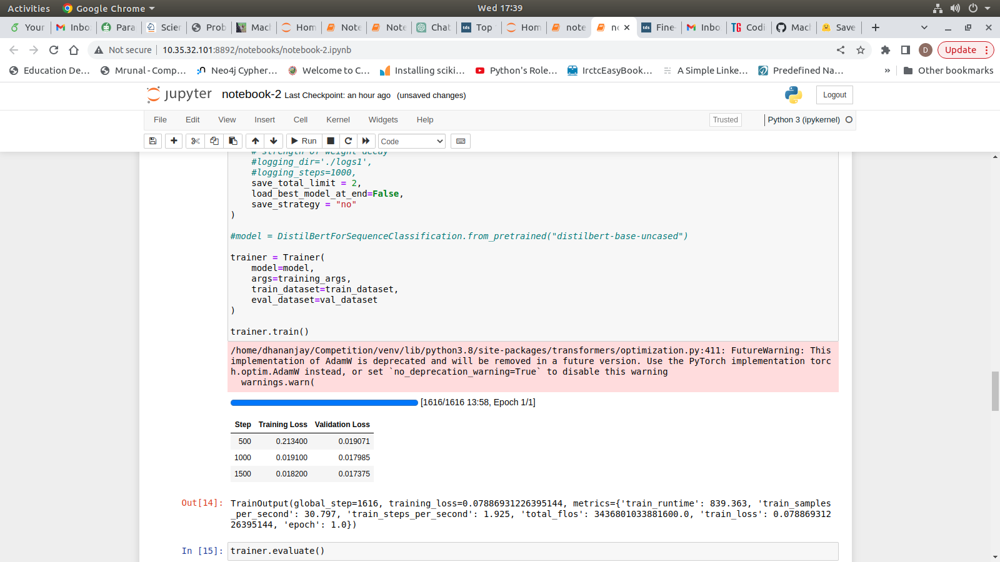 Activities Google Chrome Wed 17:39
Your Inbo Para Scien Prob Mach Hom Note Note Chat Top Hom note no Fine Inbo Codi Mach Save
Not secure 10.35.32.101:8892/notebooks/notebook-2.ipynb D Update
Education De... Mrunal - Comp... Neo4j Cypher... Welcome to C... Installing sciki... Python's Role... IrctcEasyBook... A Simple Linke... Predefined Na... » Other bookmarks
jupyter notebook-2 Last Checkpoint: an hour ago (unsaved changes) Logout
File Edit View Insert Cell Kernel Widgets Help Trusted Python 3 (ipykernel)
Run Code
# strength of weight decay
#logging_dir='./logs1',
#logging_steps=1000,
save_total_limit = 2,
load_best_model_at_end=False,
save_strategy = "no"
)
#model = DistilBertForSequenceClassification.from_pretrained("distilbert-base-uncased")
trainer = Trainer(
model=model,
args=training_args,
train_dataset=train_dataset,
eval_dataset=val_dataset
)
trainer.train()
/home/dhananjay/Competition/venv/lib/python3.8/site-packages/transformers/optimization.py:411: FutureWarning: This
implementation of AdamW is deprecated and will be removed in a future version. Use the PyTorch implementation torc
h.optim.AdamW instead, or set `no_deprecation_warning=True` to disable this warning
warnings.warn(
[1616/1616 13:58, Epoch 1/1]
Step Training Loss Validation Loss
500 0.213400 0.019071
1000 0.019100 0.017985
1500 0.018200 0.017375
Out[14]: TrainOutput(global_step=1616, training_loss=0.07886931226395144, metrics={'train_runtime': 839.363, 'train_samples
_per_second': 30.797, 'train_steps_per_second': 1.925, 'total_flos': 3436801033881600.0, 'train_loss': 0.078869312
26395144, 'epoch': 1.0})
In [15]: trainer.evaluate()